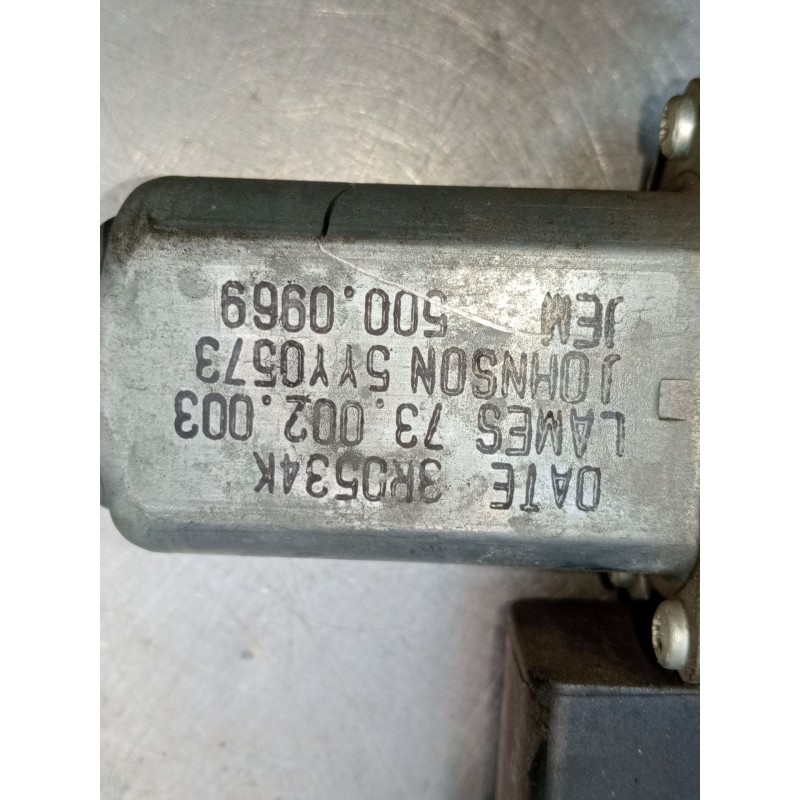 DATE 3R0534K
LAMES 73.002.003
JOHNSON 5YY0573
JEM 500.0969